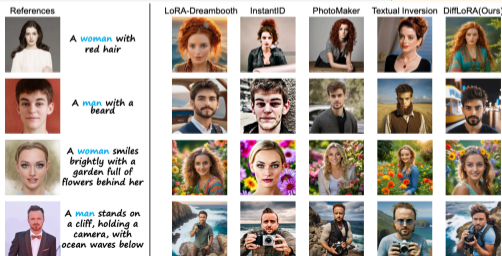 References LoRA-Dreambooth InstantID PhotoMaker Textual Inversion DiffLoRA(Ours)
A woman with
red hair
A man with a
beard
A woman smiles
brightly with a
garden full of
flowers behind her
A man stands on
a cliff, holding a
camera, with
ocean waves below